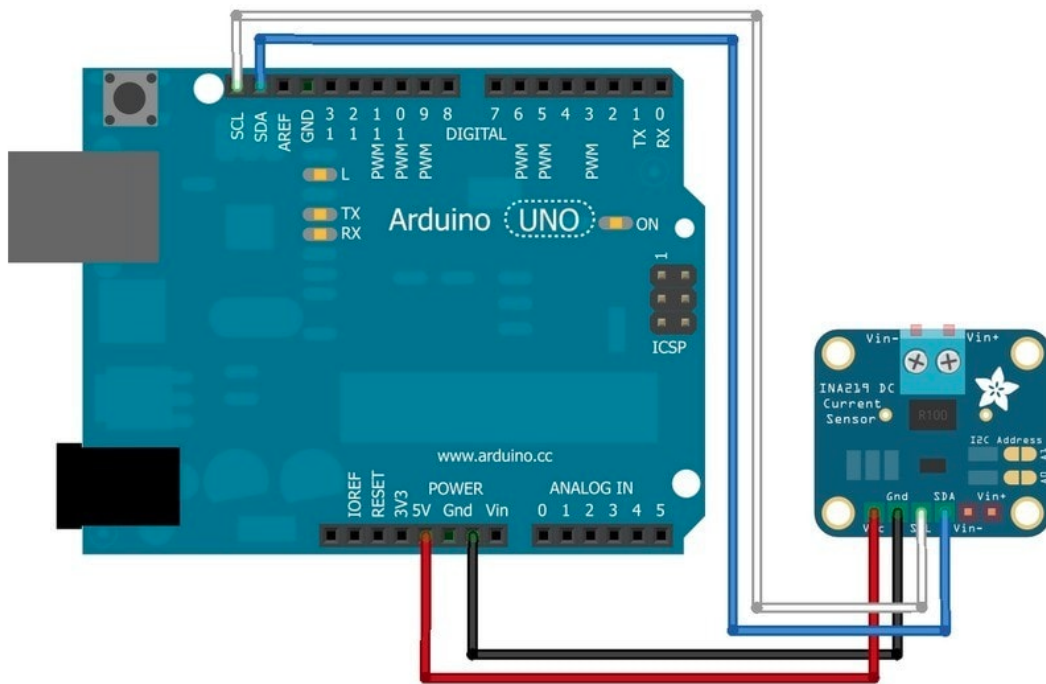 SCL SDA AREF GND 13 12 PWM 11 PWM 10 PWM 9 8
7 PWM 6 PWM 5 4 PWM 3 2 TX 1 RX 0
DIGITAL
L
TX
RX
Arduino UNO
ON
1
ICSP
www.arduino.cc
POWER
ANALOG IN
IOREF RESET 3V3 5V Gnd Vin
0 1 2 3 4 5
Vin- Vin+
INA219 DC
Current
Sensor
R100
I2C Address
A1
A0
Gnd SDA Vin+
Vcc SCL Vin-